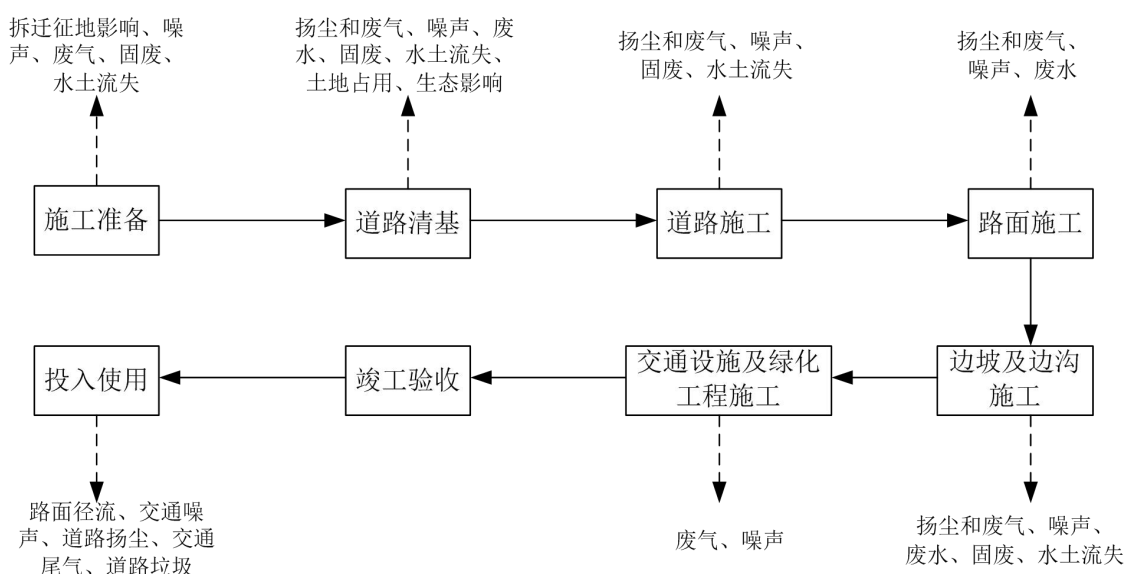 拆迁征地影响、噪
声、废气、固废、
水土流失
扬尘和废气、噪声、废
水、固废、水土流失、
土地占用、生态影响
扬尘和废气、噪声、
固废、水土流失
扬尘和废气、
噪声、废水
施工准备
道路清基
道路施工
路面施工
投入使用
竣工验收
交通设施及绿化
工程施工
边坡及边沟
施工
路面径流、交通噪
声、道路扬尘、交通
尾气、道路垃圾
废气、噪声
扬尘和废气、噪声、
废水、固废、水土流失